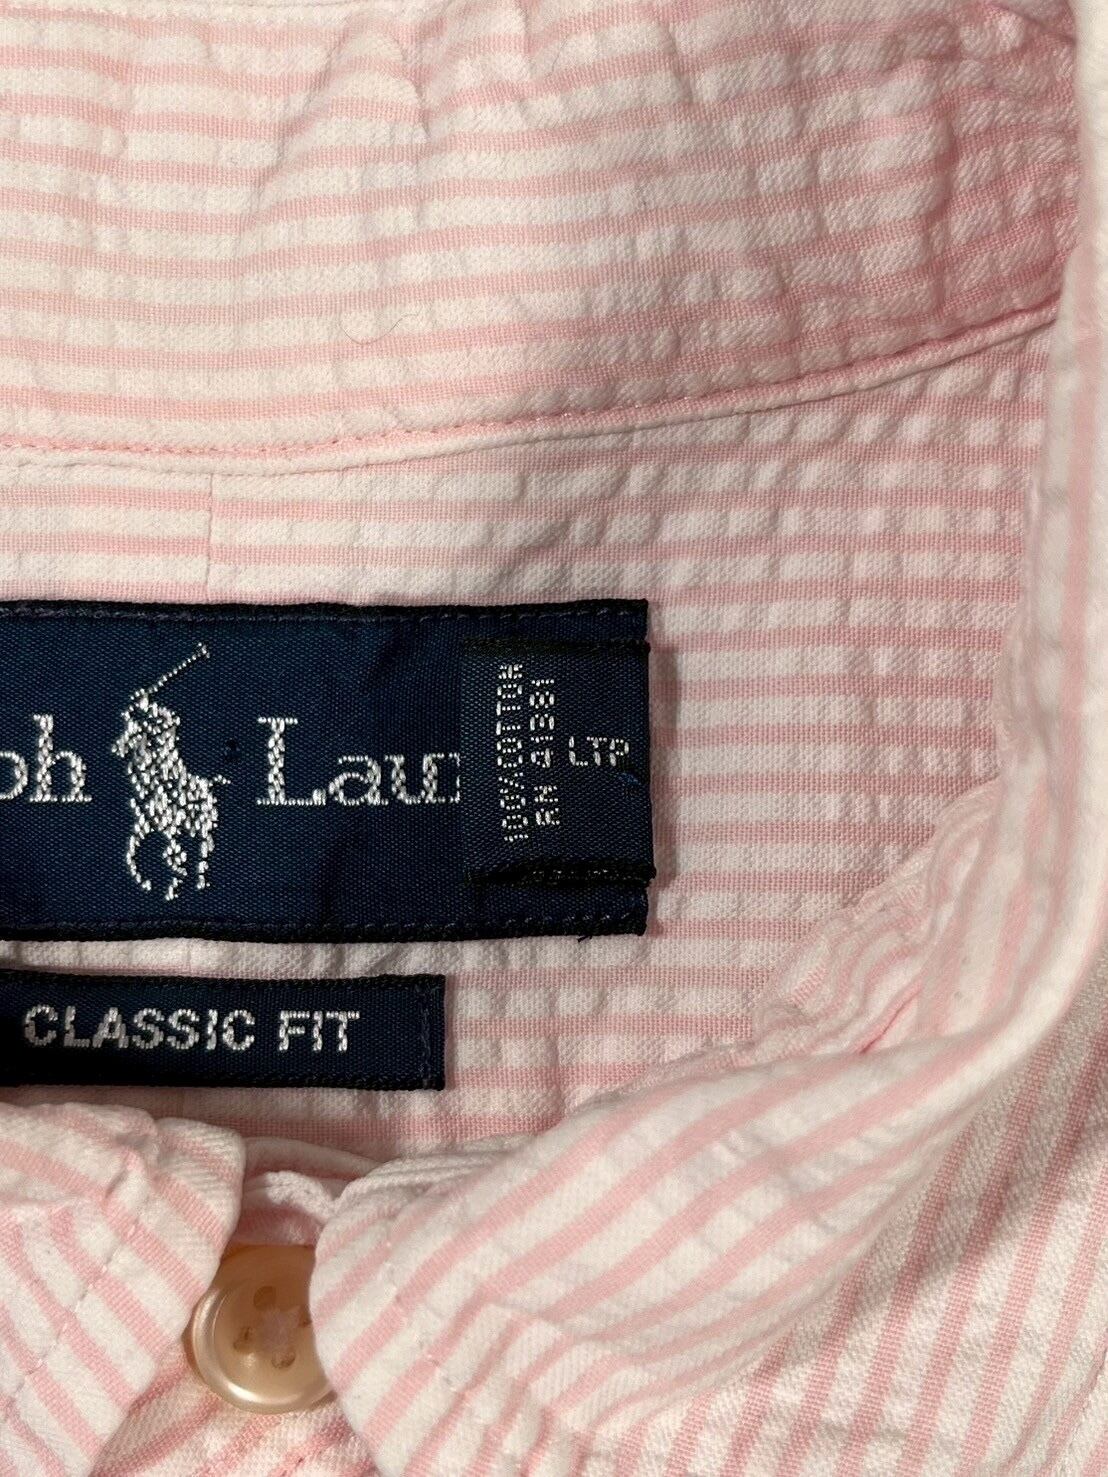 ph Lau
100% COTTON
RN 41381
LTP
CLASSIC FIT